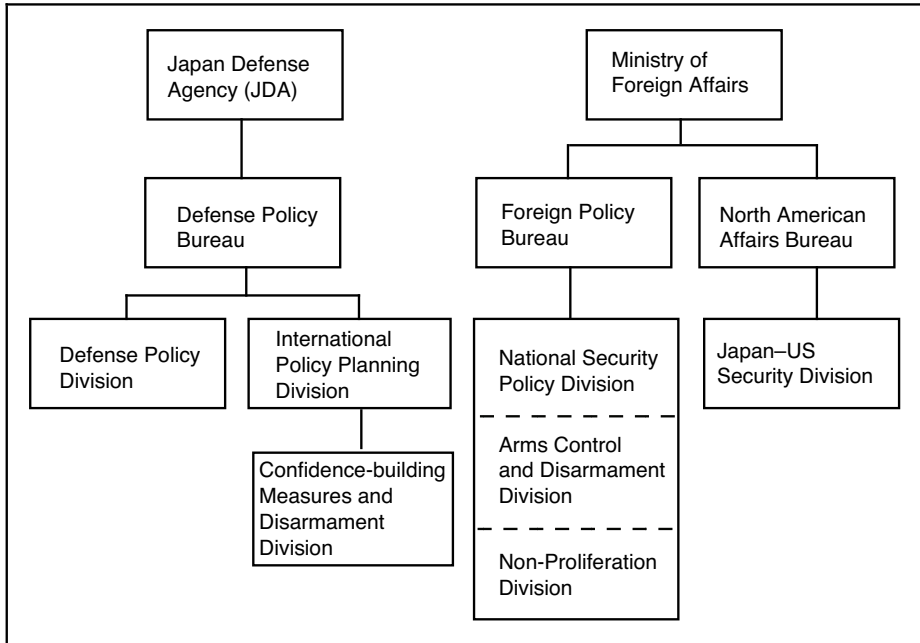 Japan Defense
Agency (JDA)
Ministry of
Foreign Affairs
Defense Policy
Bureau
Foreign Policy
Bureau
North American
Affairs Bureau
Defense Policy
Division
International
Policy Planning
Division
National Security
Policy Division
Japan–US
Security Division
Confidence-building
Measures and
Disarmament
Division
Arms Control
and Disarmament
Division
Non-Proliferation
Division